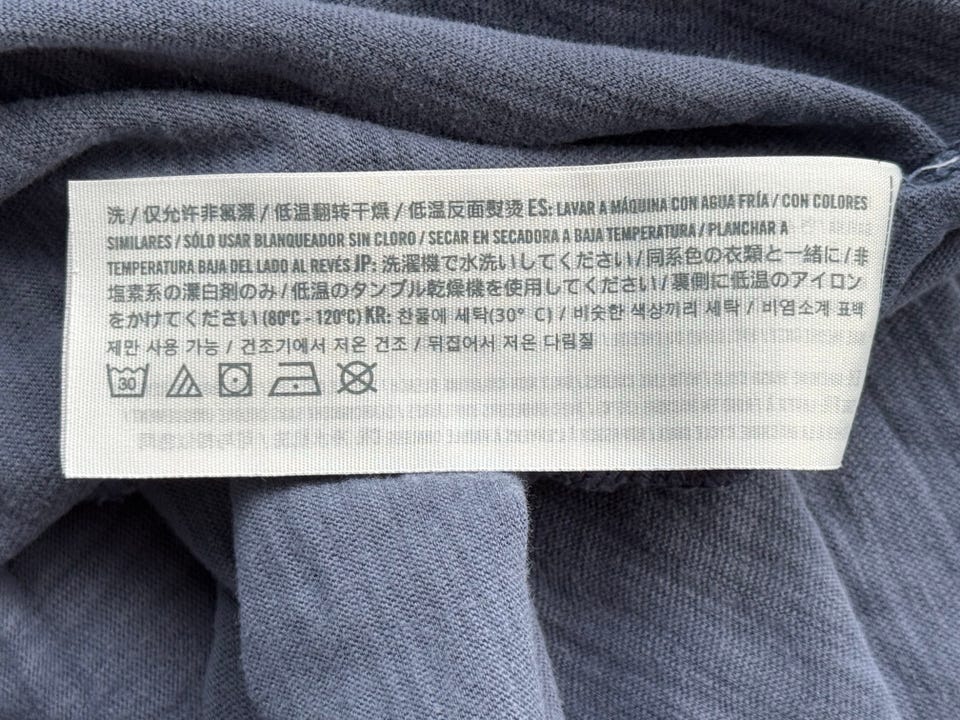 洗 / 仅允许非氯漂 / 低温翻转干燥 / 低温反面熨烫 ES: LAVAR A MÁQUINA CON AGUA FRÍA / CON COLORES
SIMILARES / SÓLO USAR BLANQUEADOR SIN CLORO / SECAR EN SECADORA A BAJA TEMPERATURA / PLANCHAR A
TEMPERATURA BAJA DEL LADO AL REVÉS JP: 洗濯機で水洗いしてください / 同系色の衣類と一緒に / 非
塩素系の漂白剤のみ / 低温のタンブル乾燥機を使用してください / 裏側に低温のアイロン
をかけてください (80°C - 120°C) KR: 찬물에 세탁(30° C) / 비슷한 색상끼리 세탁 / 비염소계 표백
제만 사용 가능 / 건조기에서 저온 건조 / 뒤집어서 저온 다림질
30